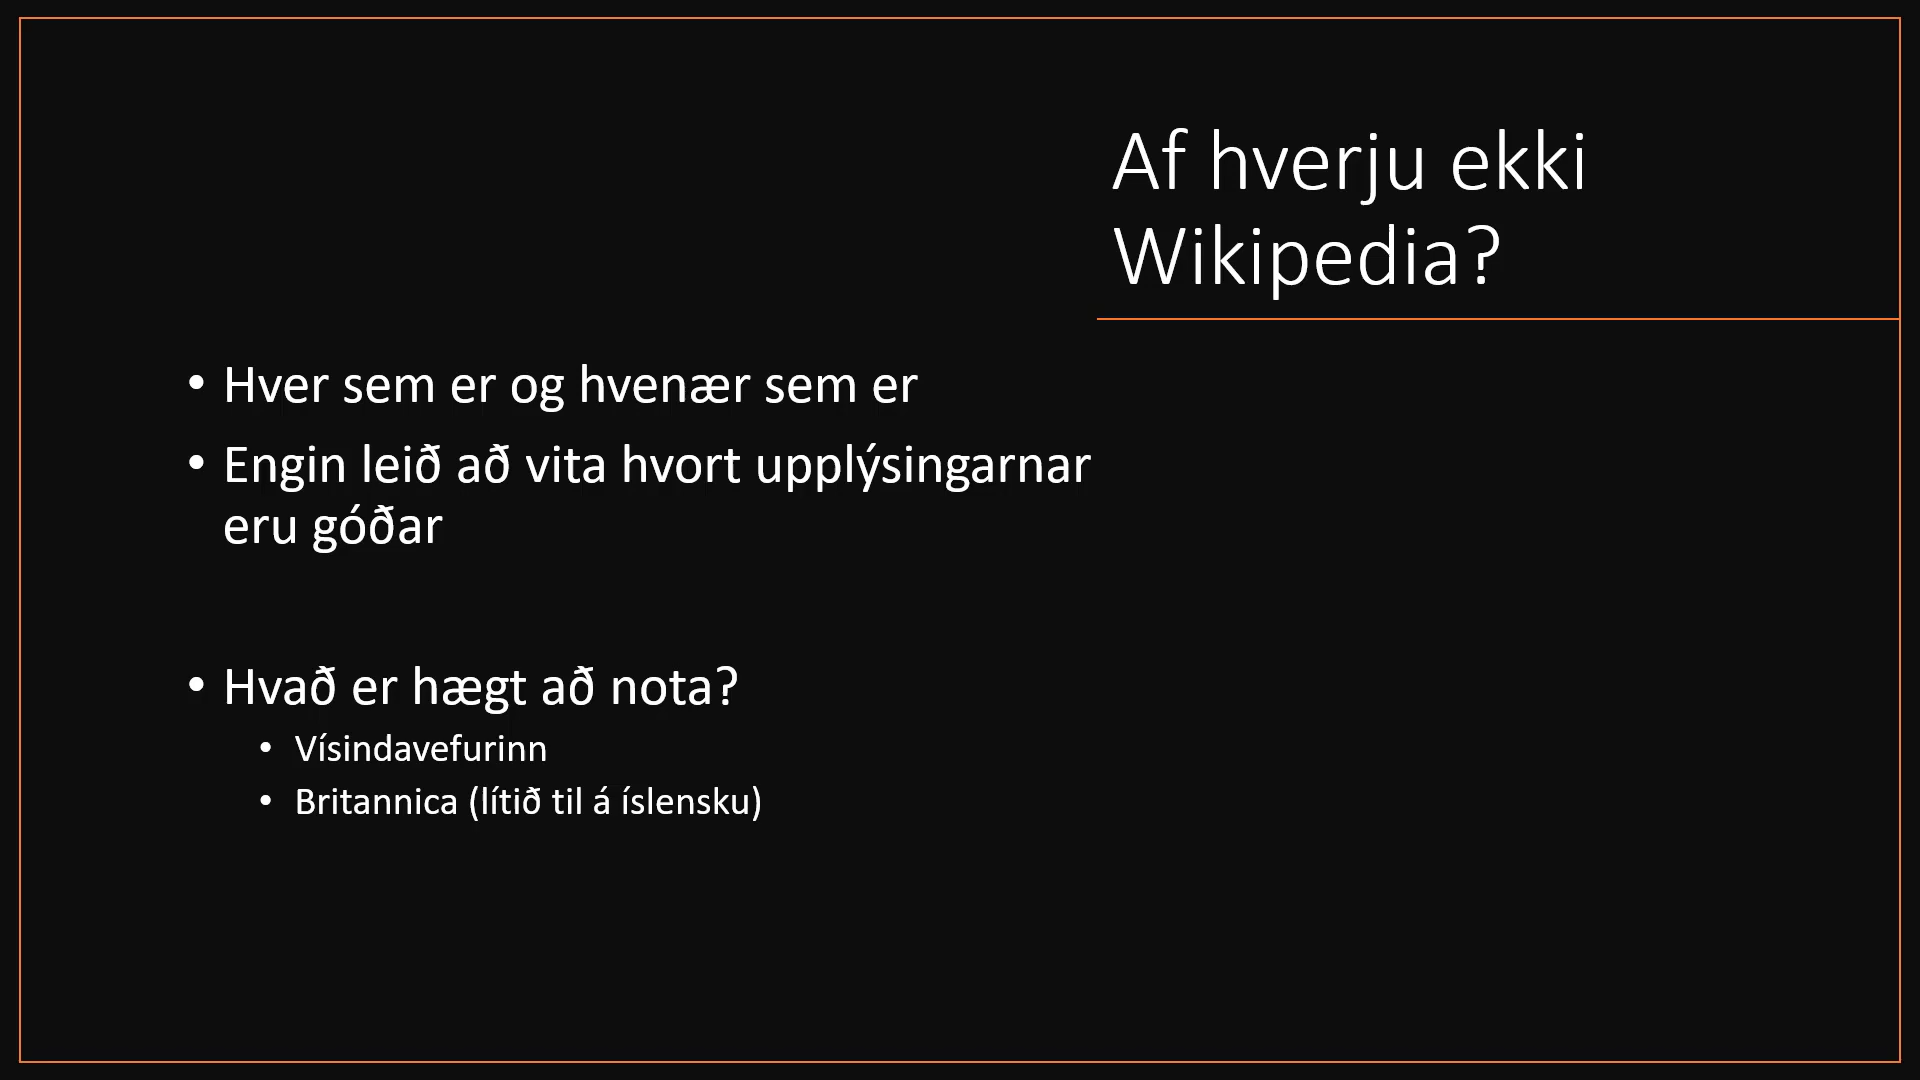 Af hverju ekki
Wikipedia?
• Hver sem er og hvenær sem er
• Engin leið að vita hvort upplýsingarnar
eru góðar
• Hvað er hægt að nota?
• Vísindavefurinn
• Britannica (lítið til á íslensku)